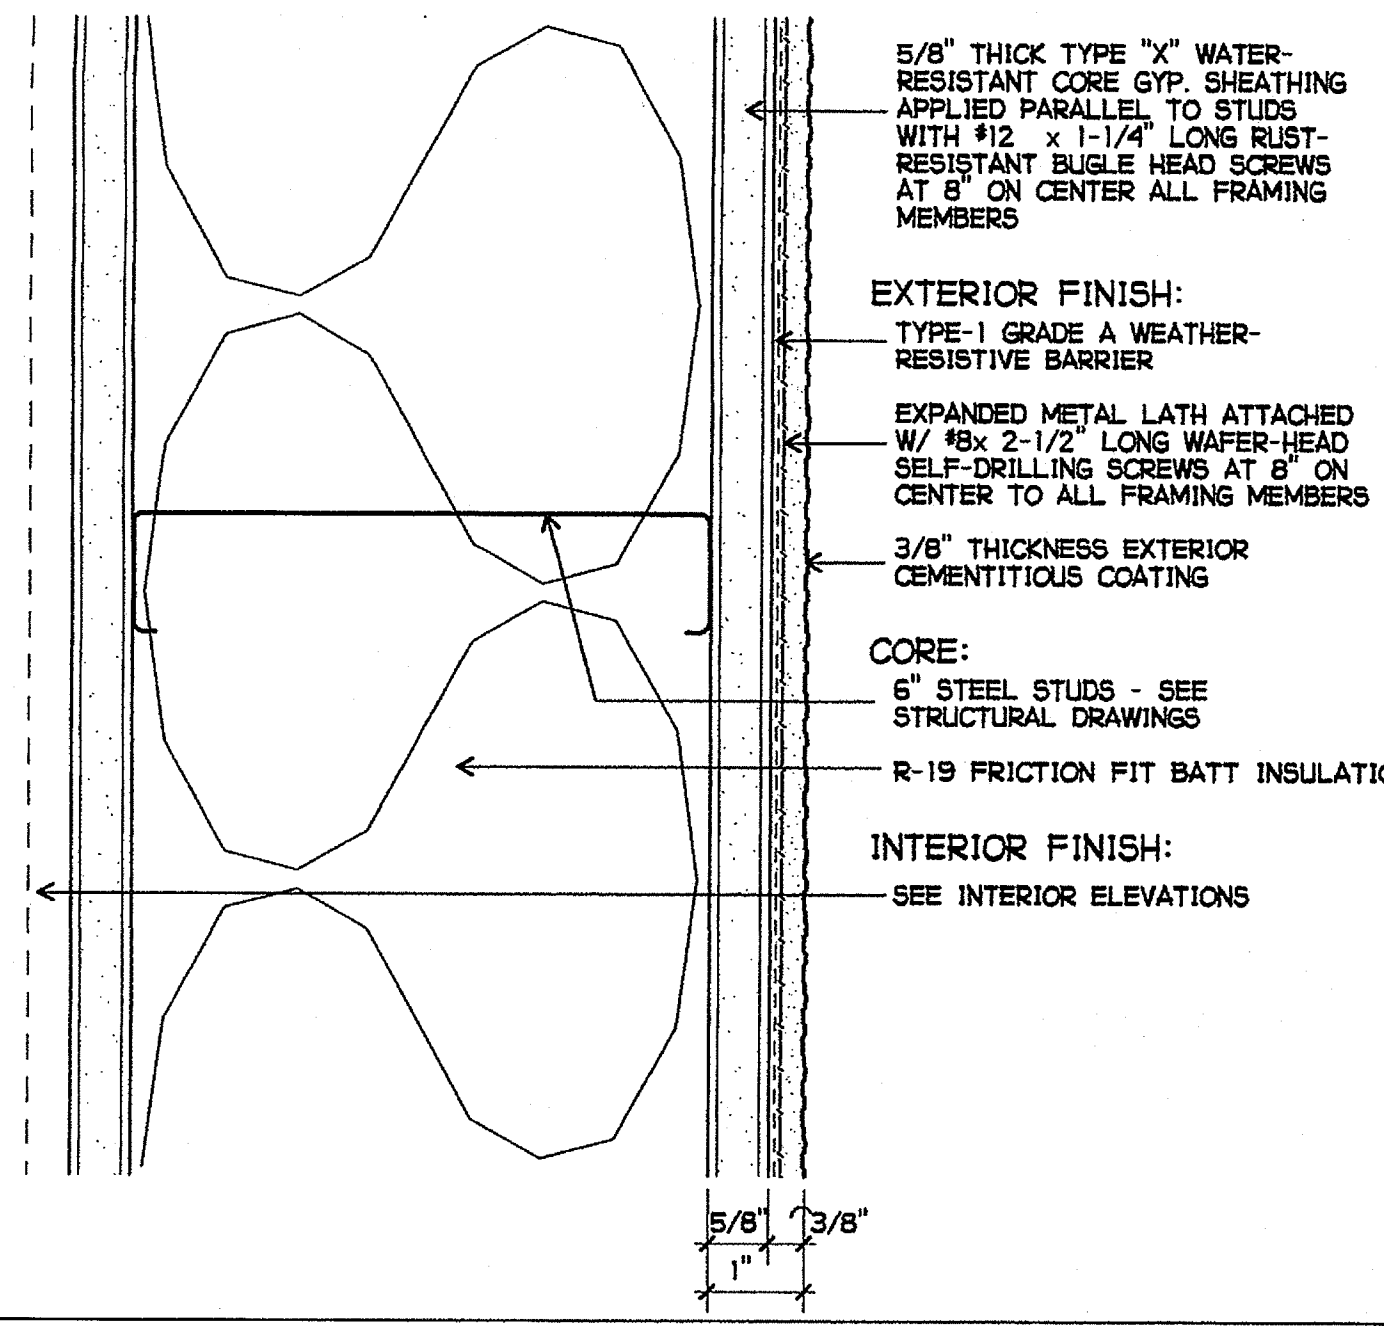 5/8" THICK TYPE "X" WATER-
RESISTANT CORE GYP. SHEATHING
APPLIED PARALLEL TO STUDS
WITH #12 x 1-1/4" LONG RUST-
RESISTANT BUGLE HEAD SCREWS
AT 8" ON CENTER ALL FRAMING
MEMBERS
EXTERIOR FINISH:
TYPE-1 GRADE A WEATHER-
RESISTIVE BARRIER
EXPANDED METAL LATH ATTACHED
W/ #8x 2-1/2" LONG WAFER-HEAD
SELF-DRILLING SCREWS AT 8" ON
CENTER TO ALL FRAMING MEMBERS
3/8" THICKNESS EXTERIOR
CEMENTITIOUS COATING
CORE:
6" STEEL STUDS - SEE
STRUCTURAL DRAWINGS
R-19 FRICTION FIT BATT INSULATIO
INTERIOR FINISH:
SEE INTERIOR ELEVATIONS
5/8" 3/8"
1"